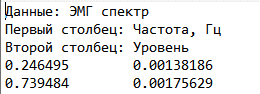 Данные: ЭМГ спектр
Первый столбец: Частота, Гц
Второй столбец: Уровень
0.246495 0.00138186
0.739484 0.00175629